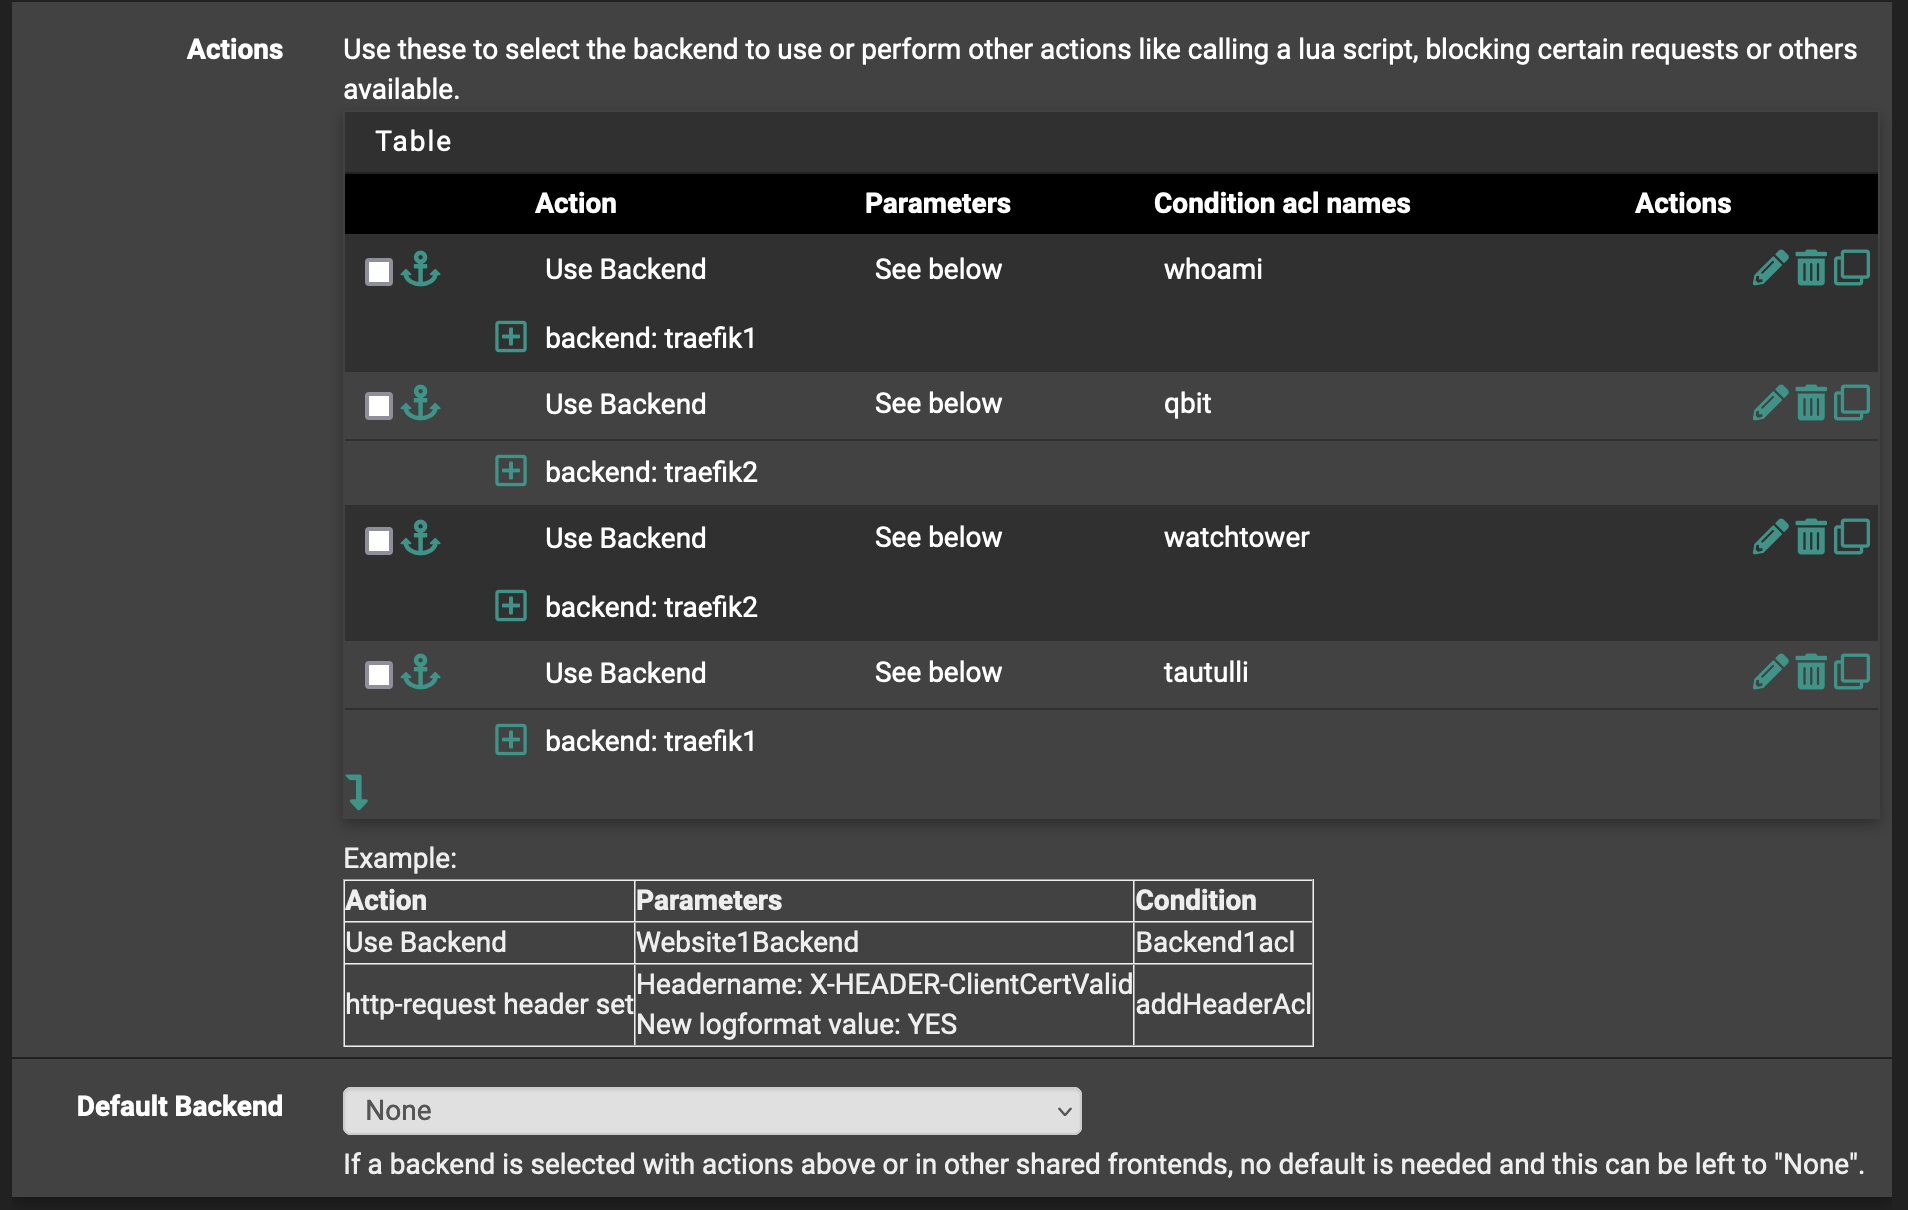 Actions
Use these to select the backend to use or perform other actions like calling a lua script, blocking certain requests or others
available.
Table
Action Parameters Condition acl names Actions
Use Backend See below whoami
backend: traefik1
Use Backend See below qbit
backend: traefik2
Use Backend See below watchtower
backend: traefik2
Use Backend See below tautulli
backend: traefik1
Example:
Action Parameters Condition
Use Backend Website1Backend Backend1acl
http-request header set Headername: X-HEADER-ClientCertValid addHeaderAcl
New logformat value: YES
Default Backend
None
If a backend is selected with actions above or in other shared frontends, no default is needed and this can be left to "None".